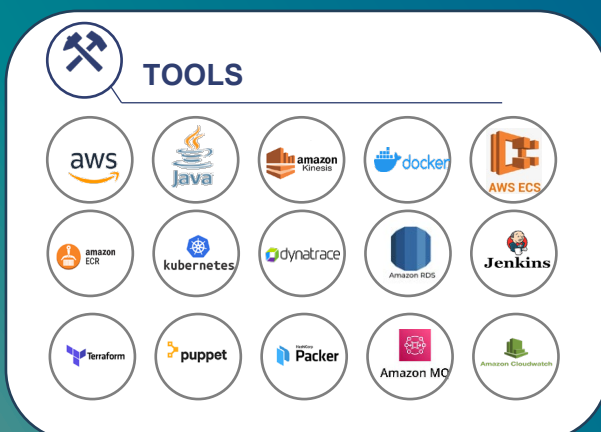 TOOLS
aws
Java
amazon
Kinesis
docker
AWS ECS
amazon
ECR
kubernetes
dynatrace
Amazon RDS
Jenkins
Terraform
puppet
HashiCorp
Packer
Amazon MQ
Amazon Cloudwatch